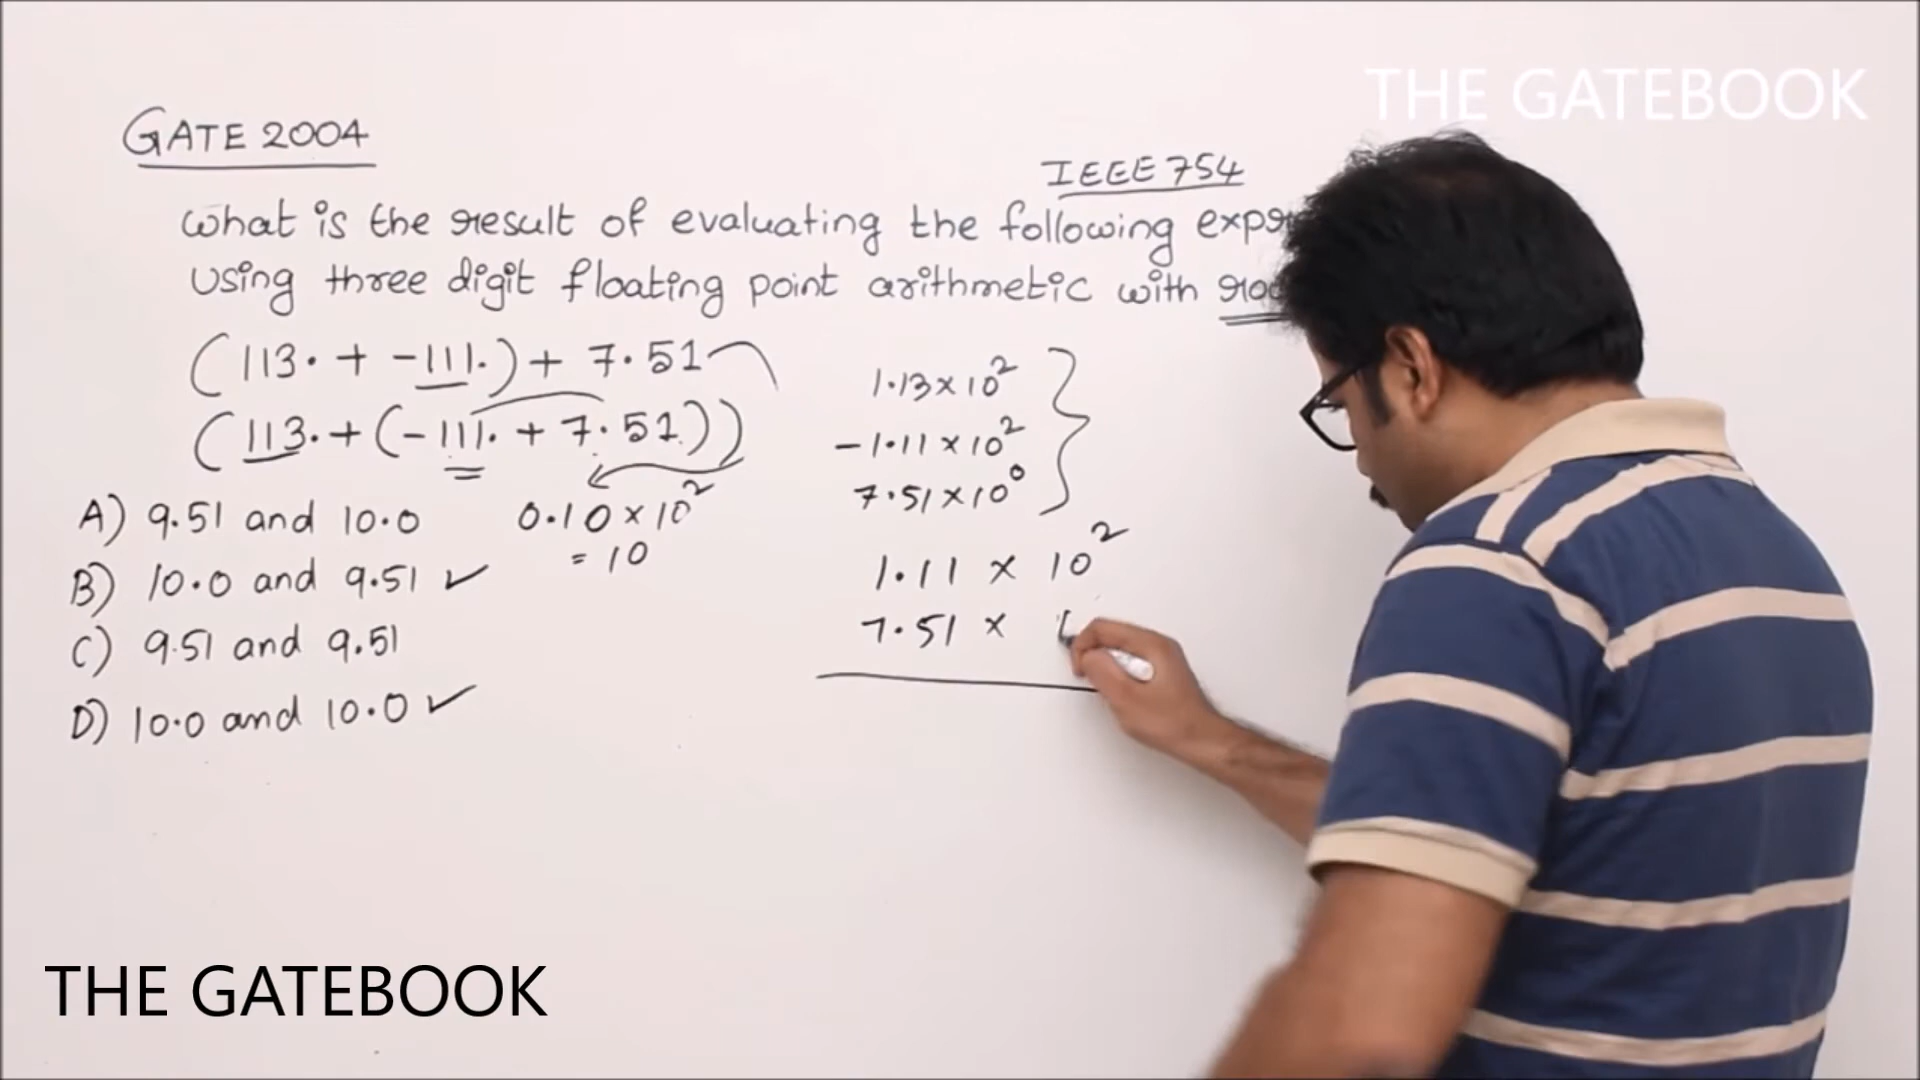 THE GATEBOOK
GATE 2004
IEEE 754
What is the result of evaluating the following
using three digit floating point arithmetic with
(113. + -111.) + 7.51
(113. + (-111. + 7.51))
A) 9.51 and 10.0
B) 10.0 and 9.51 ✓
C) 9.51 and 9.51
D) 10.0 and 10.0 ✓
0.10 × 10²
= 10
1.13 × 10²
-1.11 × 10²
7.51 × 10⁰
1.11 × 10²
7.51 ×
THE GATEBOOK